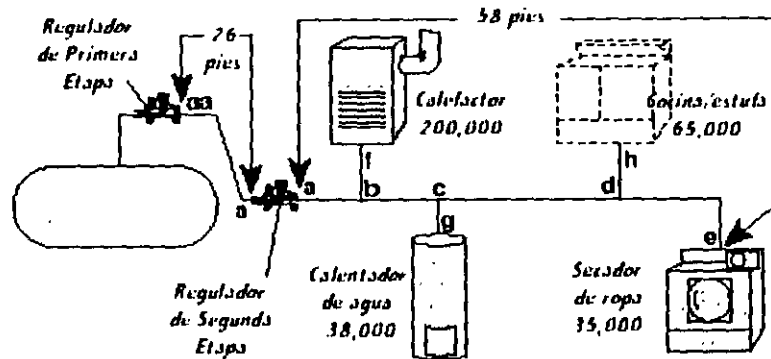 Regulador
de Primera
Etapa
26
pies
aa
58 pies
Calefactor
200,000
Cocina/estufa
65,000
f
h
a
a
b
c
d
g
e
Regulador
de Segunda
Etapa
Calentador
de agua
38,000
Secador
de ropa
35,000